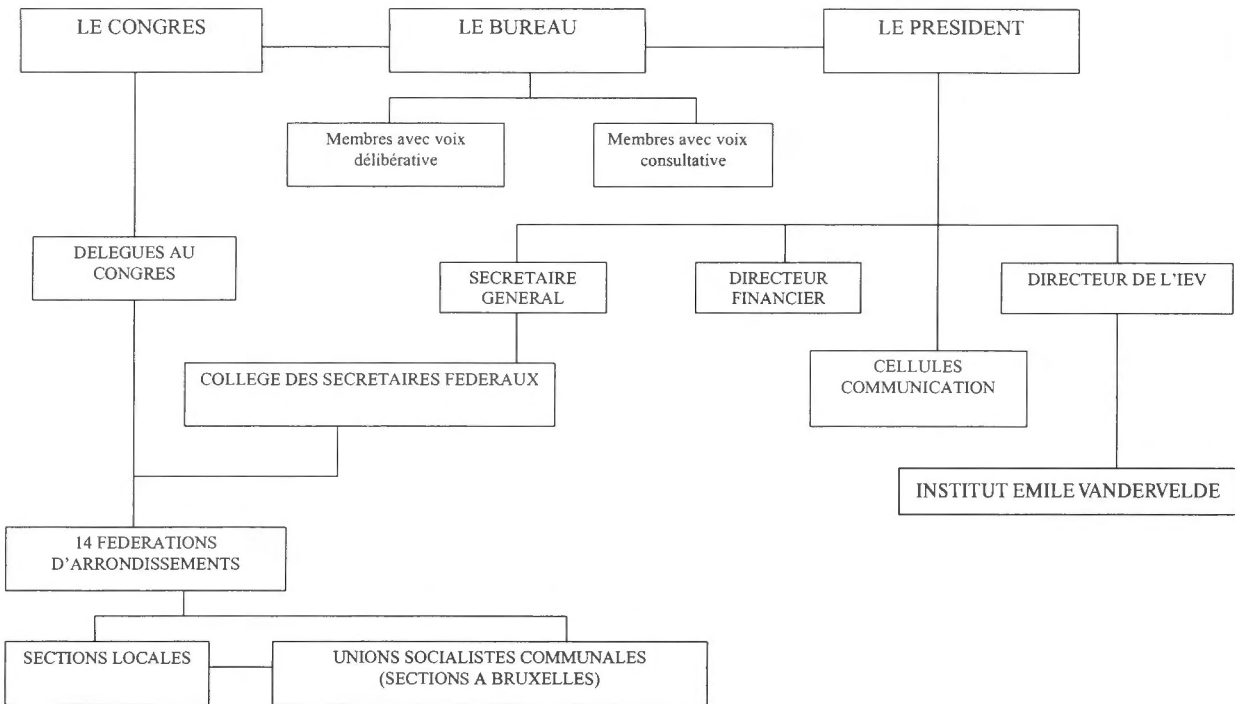 LE CONGRES
LE BUREAU
LE PRESIDENT
Membres avec voix
délibérative
Membres avec voix
consultative
DELEGUES AU
CONGRES
SECRETAIRE
GENERAL
DIRECTEUR
FINANCIER
DIRECTEUR DE L'IEV
COLLEGE DES SECRETAIRES FEDERAUX
CELLULES
COMMUNICATION
INSTITUT EMILE VANDERVELDE
14 FEDERATIONS
D'ARRONDISSEMENTS
SECTIONS LOCALES
UNIONS SOCIALISTES COMMUNALES
(SECTIONS A BRUXELLES)